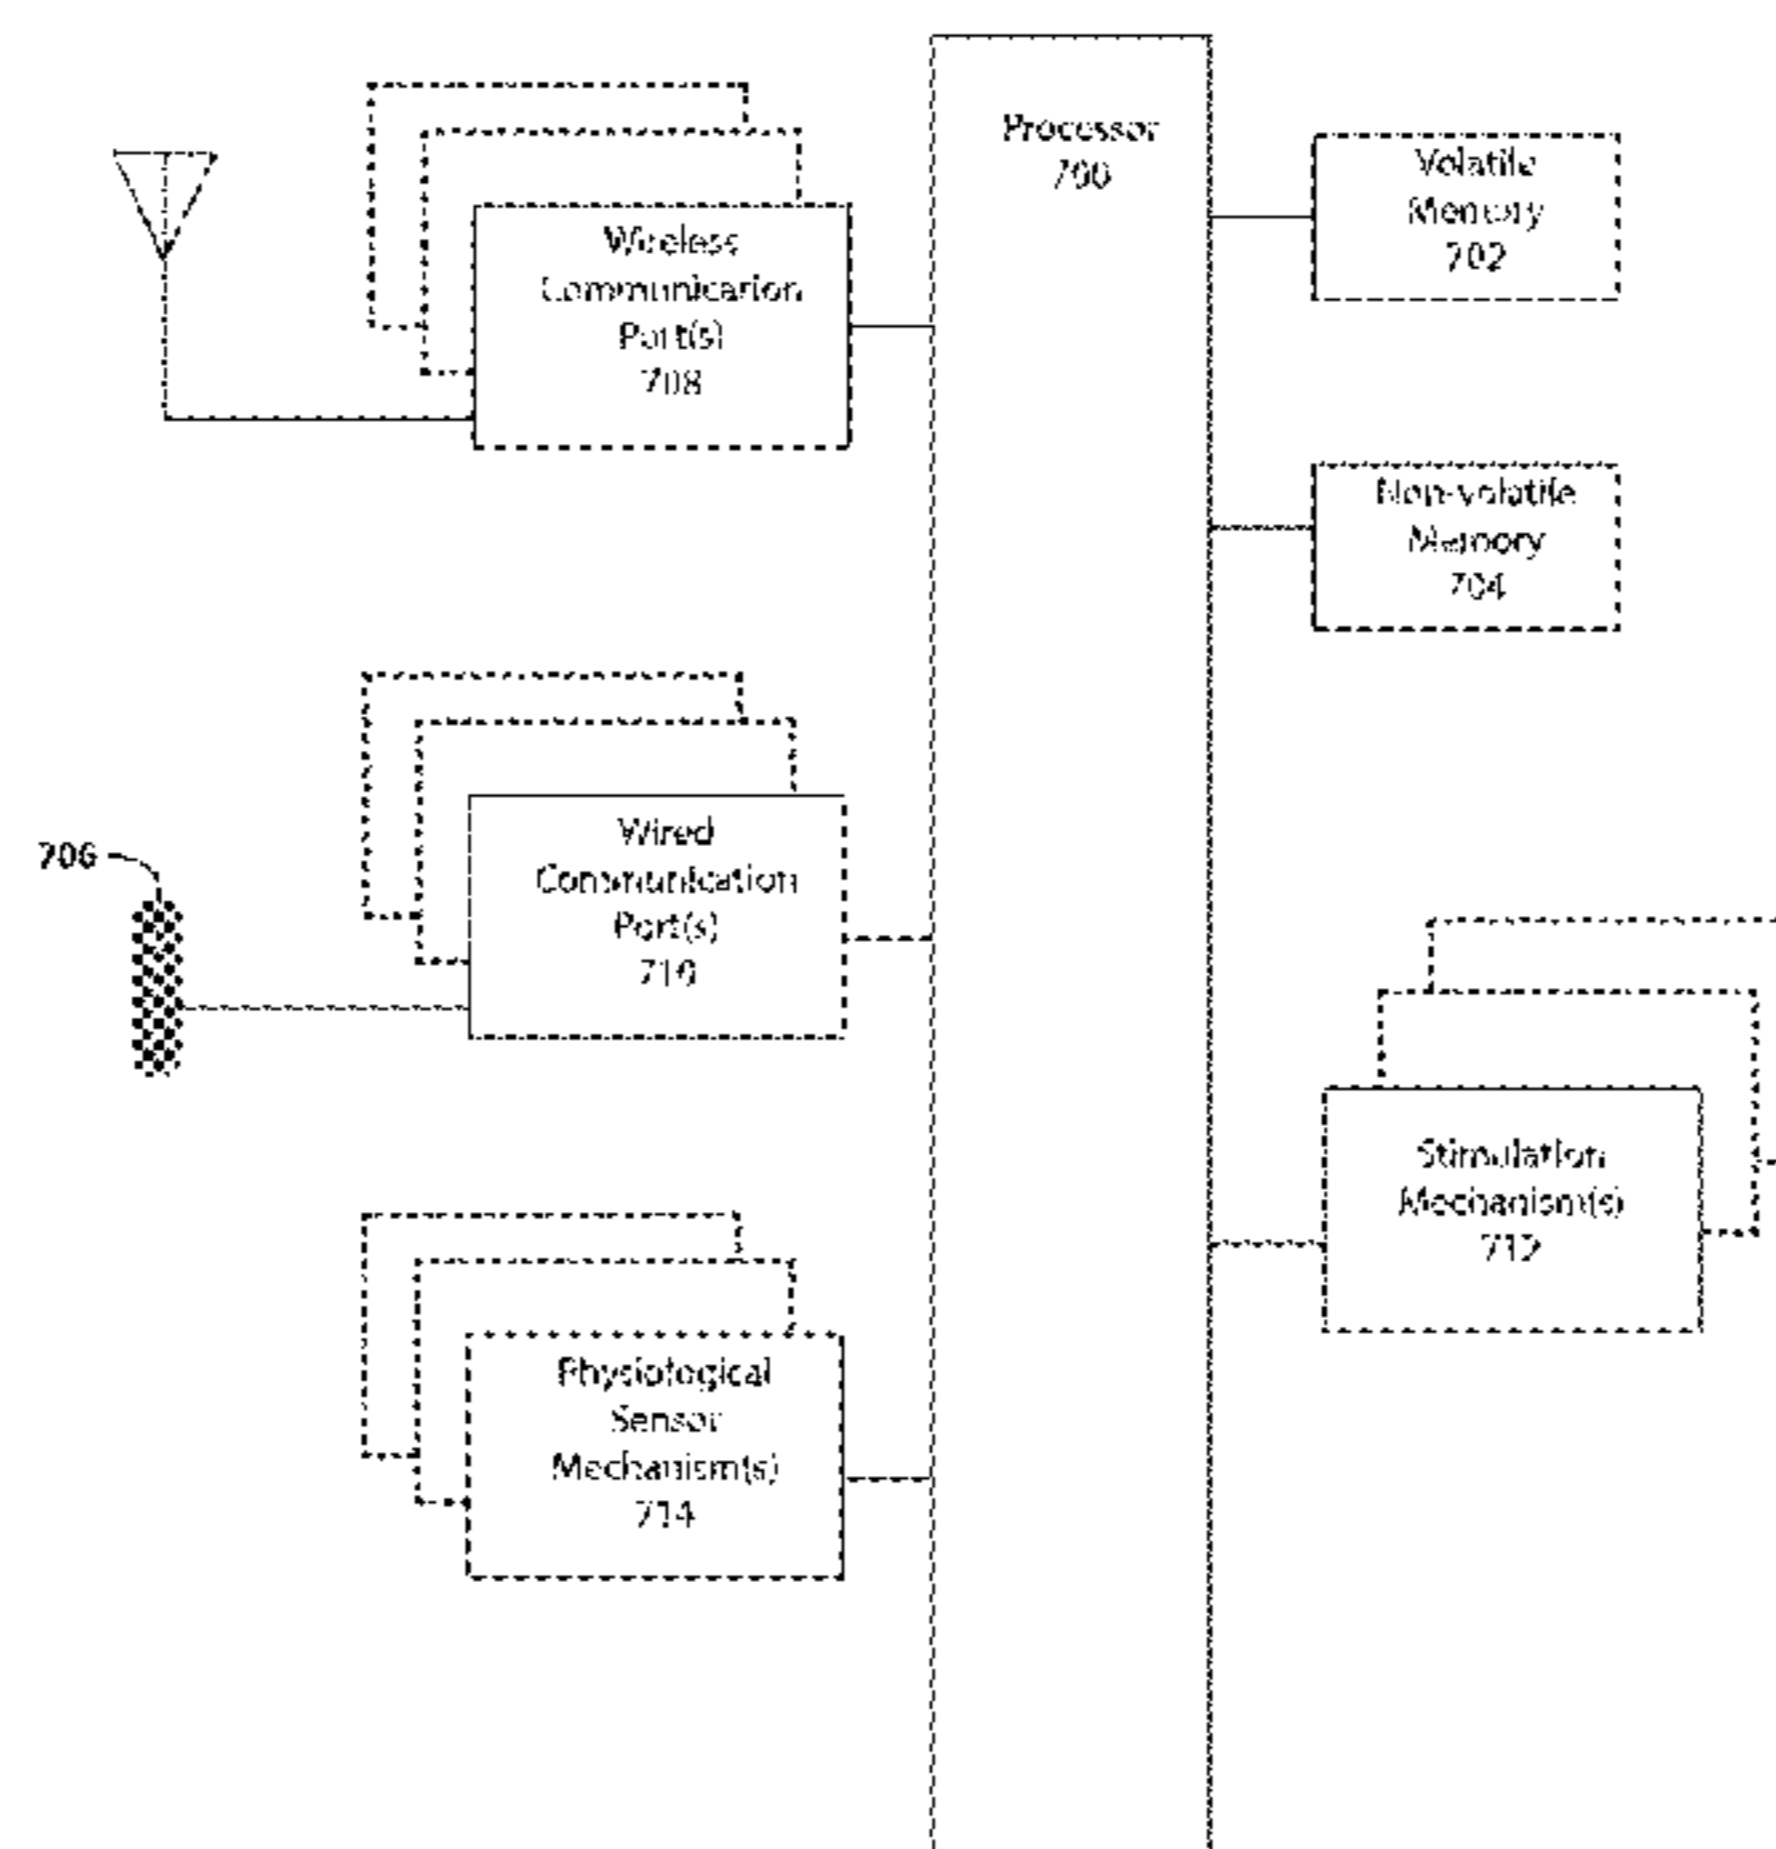 Processor
700
Volatile
Memory
702
Wireless
Communication
Port(s)
708
Non-volatile
Memory
704
706
Wired
Communication
Port(s)
710
Stimulation
Mechanism(s)
712
Physiological
Sensor
Mechanism(s)
714